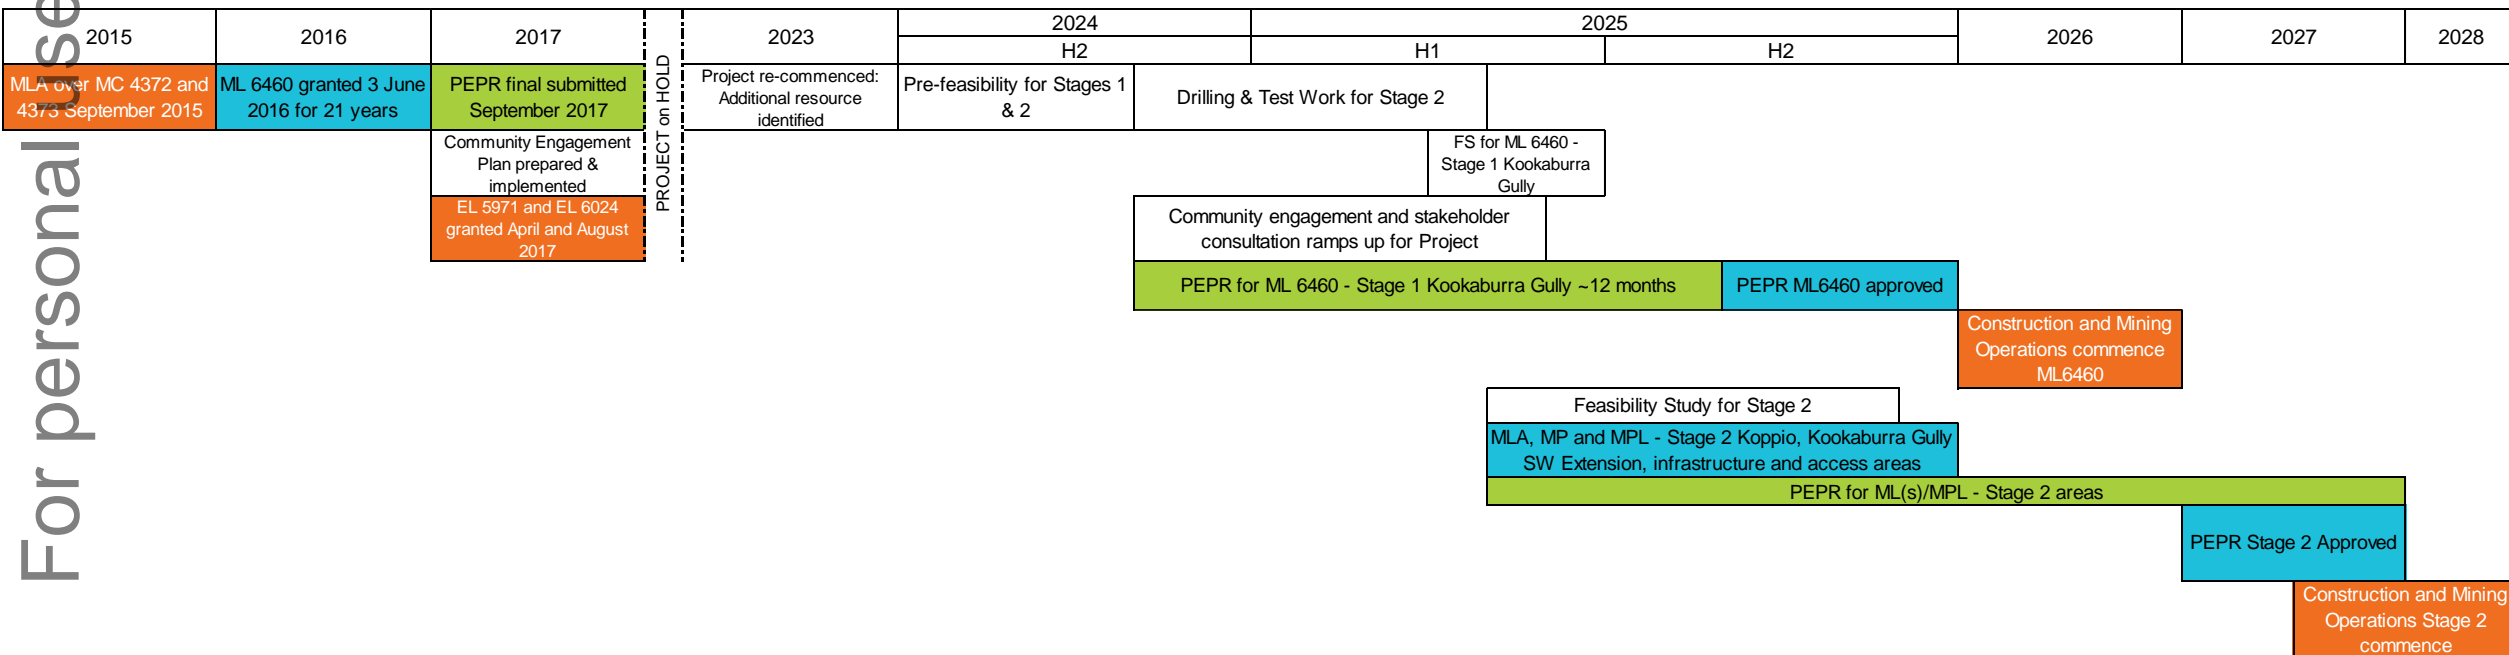 For personal use
2015
2016
2017
PROJECT on HOLD
2023
2024
H2
2025
H1
H2
2026
2027
2028
MLA over MC 4372 and
4373 September 2015
ML 6460 granted 3 June
2016 for 21 years
PEPR final submitted
September 2017
Project re-commenced:
Additional resource
identified
Pre-feasibility for Stages 1
& 2
Drilling & Test Work for Stage 2
Community Engagement
Plan prepared &
implemented
FS for ML 6460 -
Stage 1 Kookaburra
Gully
EL 5971 and EL 6024
granted April and August
2017
Community engagement and stakeholder
consultation ramps up for Project
PEPR for ML 6460 - Stage 1 Kookaburra Gully ~12 months
PEPR ML6460 approved
Construction and Mining
Operations commence
ML6460
Feasibility Study for Stage 2
MLA, MP and MPL - Stage 2 Koppio, Kookaburra Gully
SW Extension, infrastructure and access areas
PEPR for ML(s)/MPL - Stage 2 areas
PEPR Stage 2 Approved
Construction and Mining
Operations Stage 2
commence